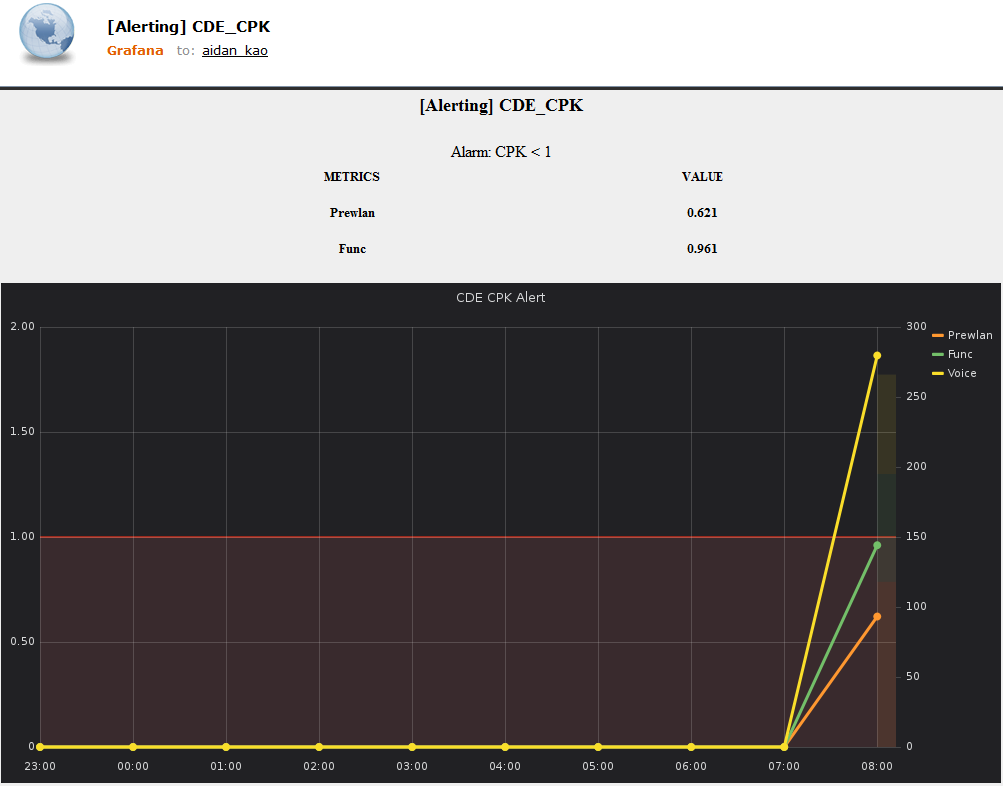 [Alerting] CDE_CPK
Grafana to: aidan_kao
[Alerting] CDE_CPK
Alarm: CPK < 1
METRICS VALUE
Prewlan 0.621
Func 0.961
CDE CPK Alert
2.00 300 Prewlan
Func
Voice
250
1.50
200
1.00 150
100
0.50
50
0 0
23:00 00:00 01:00 02:00 03:00 04:00 05:00 06:00 07:00 08:00